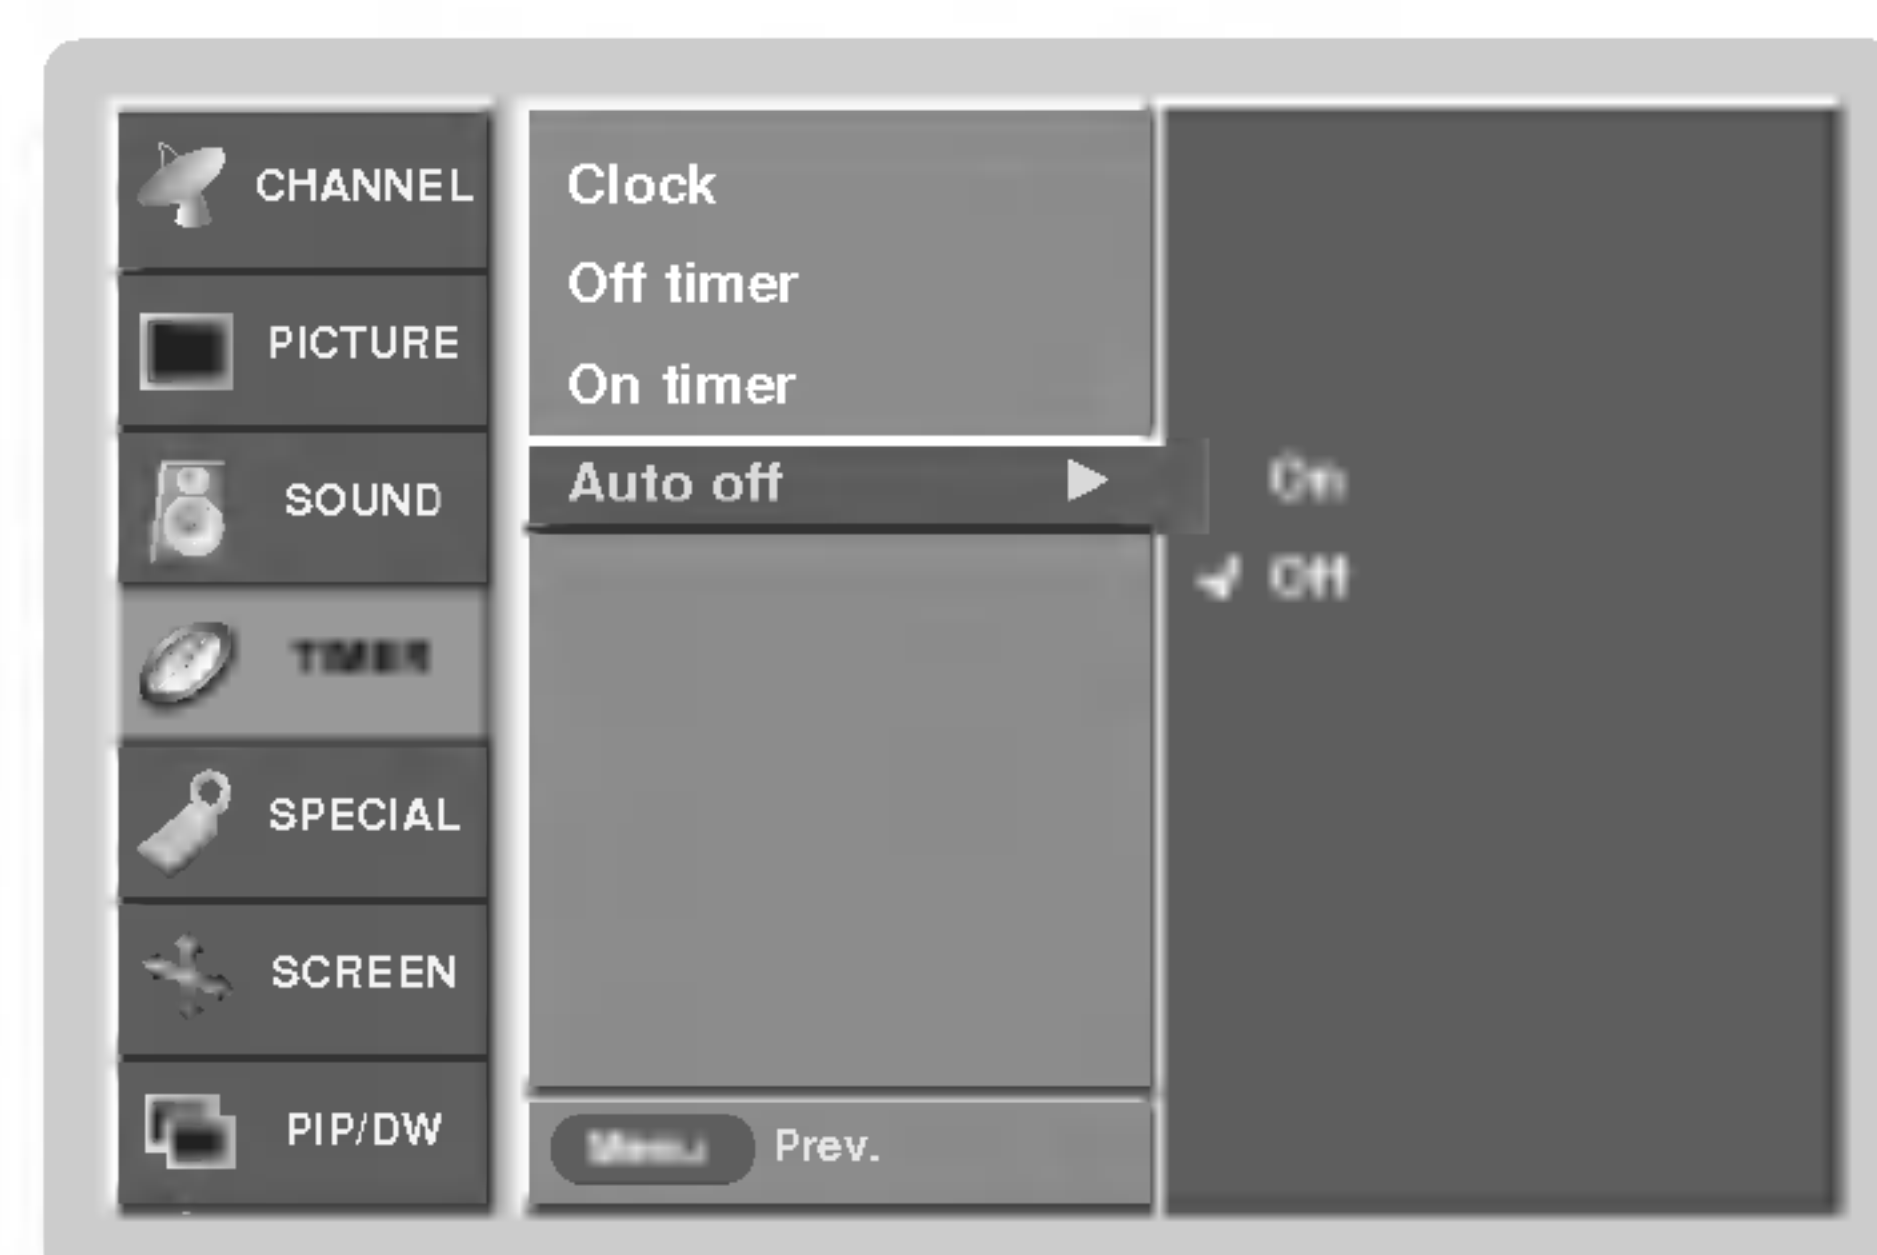 CHANNEL
PICTURE
SOUND
TIMER
SPECIAL
SCREEN
PIP/DW
Clock
Off timer
On timer
Auto off
On
Off
Menu Prev.